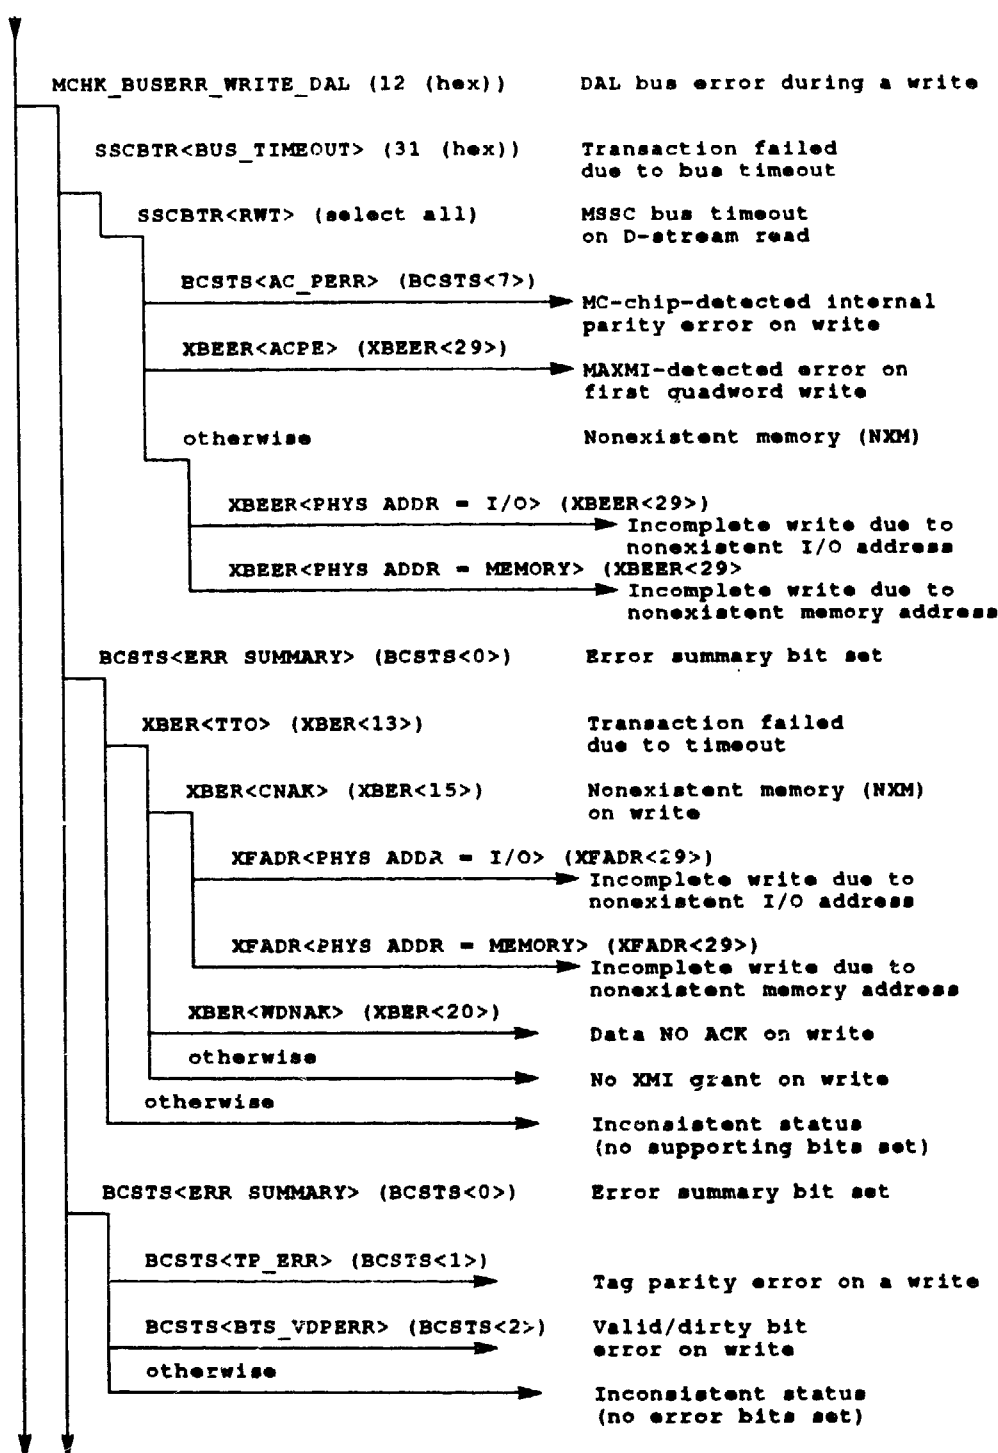 MCHK_BUSERR_WRITE_DAL (12 (hex)) DAL bus error during a write
SSCBTR<BUS_TIMEOUT> (31 (hex)) Transaction failed
due to bus timeout
SSCBTR<RWT> (select all) MSSC bus timeout
on D-stream read
BCSTS<AC_PERR> (BCSTS<7>)
MC-chip-detected internal
parity error on write
XBEER<ACPE> (XBEER<29>)
MAXMI-detected error on
first quadword write
otherwise Nonexistent memory (NXM)
XBEER<PHYS ADDR = I/O> (XBEER<29>)
Incomplete write due to
nonexistent I/O address
XBEER<PHYS ADDR = MEMORY> (XBEER<29>
Incomplete write due to
nonexistent memory address
BCSTS<ERR SUMMARY> (BCSTS<0>) Error summary bit set
XBER<TTO> (XBER<13>) Transaction failed
due to timeout
XBER<CNAK> (XBER<15>) Nonexistent memory (NXM)
on write
XFADR<PHYS ADDR = I/O> (XFADR<29>)
Incomplete write due to
nonexistent I/O address
XFADR<PHYS ADDR = MEMORY> (XFADR<29>)
Incomplete write due to
nonexistent memory address
XBER<WDNAK> (XBER<20>)
Data NO ACK on write
otherwise
No XMI grant on write
otherwise
Inconsistent status
(no supporting bits set)
BCSTS<ERR SUMMARY> (BCSTS<0>) Error summary bit set
BCSTS<TP_ERR> (BCSTS<1>)
Tag parity error on a write
BCSTS<BTS_VDPERR> (BCSTS<2>) Valid/dirty bit
error on write
otherwise
Inconsistent status
(no error bits set)